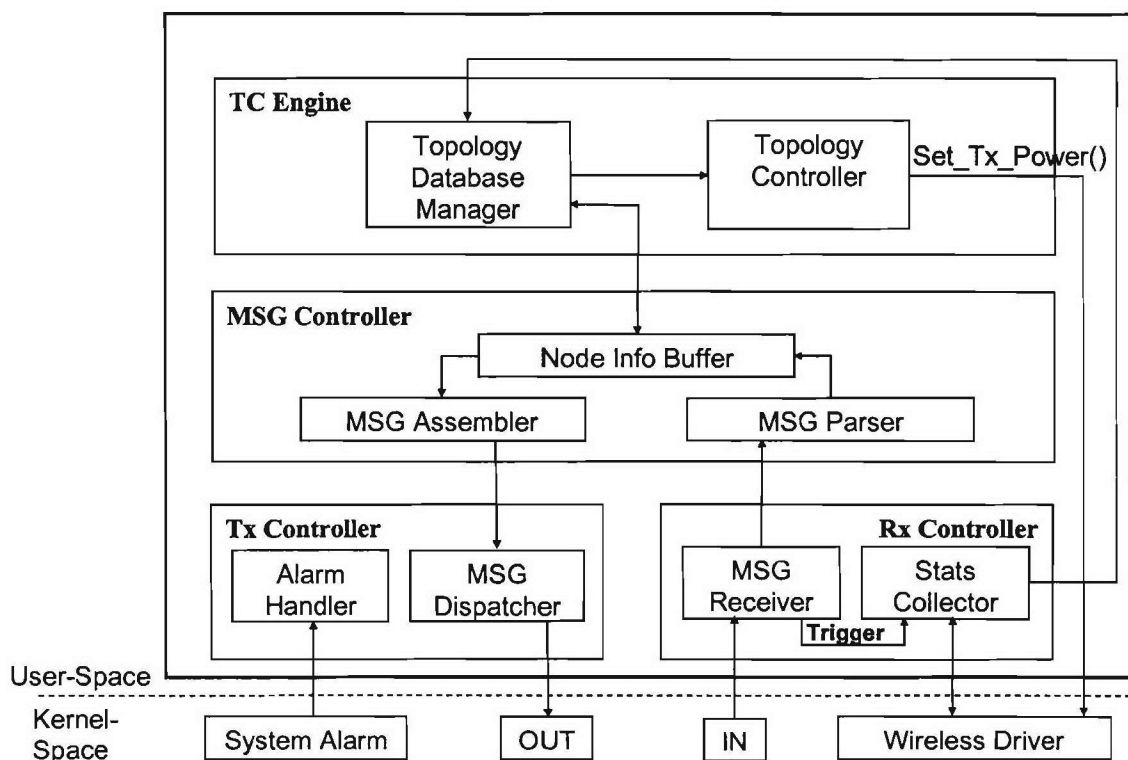 TC Engine
Topology
Database
Manager
Topology
Controller
Set_Tx_Power()
MSG Controller
Node Info Buffer
MSG Assembler
MSG Parser
Tx Controller
Alarm
Handler
MSG
Dispatcher
Rx Controller
MSG
Receiver
Stats
Collector
Trigger
User-Space
Kernel-
Space
System Alarm
OUT
IN
Wireless Driver